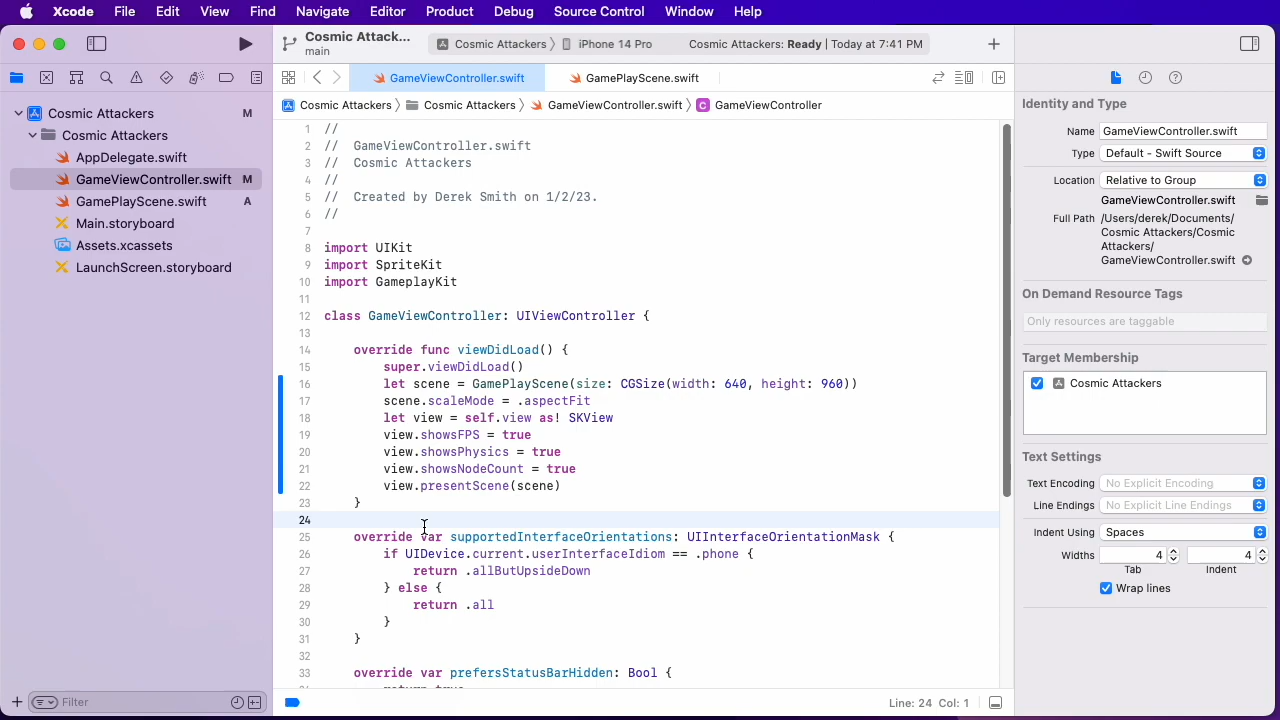 Xcode File Edit View Find Navigate Editor Product Debug Source Control Window Help
Cosmic Attack...
main
Cosmic Attackers
iPhone 14 Pro
Cosmic Attackers: Ready | Today at 7:41 PM
GameViewController.swift
GamePlayScene.swift
Cosmic Attackers
Cosmic Attackers
GameViewController.swift
C GameViewController
Cosmic Attackers M
Cosmic Attackers
AppDelegate.swift
GameViewController.swift M
GamePlayScene.swift A
Main.storyboard
Assets.xcassets
LaunchScreen.storyboard
Filter
1 //
2 // GameViewController.swift
3 // Cosmic Attackers
4 //
5 // Created by Derek Smith on 1/2/23.
6 //
7
8 import UIKit
9 import SpriteKit
10 import GameplayKit
11
12 class GameViewController: UIViewController {
13
14 override func viewDidLoad() {
15 super.viewDidLoad()
16 let scene = GamePlayScene(size: CGSize(width: 640, height: 960))
17 scene.scaleMode = .aspectFit
18 let view = self.view as! SKView
19 view.showsFPS = true
20 view.showsPhysics = true
21 view.showsNodeCount = true
22 view.presentScene(scene)
23 }
24
25 override var supportedInterfaceOrientations: UIInterfaceOrientationMask {
26 if UIDevice.current.userInterfaceIdiom == .phone {
27 return .allButUpsideDown
28 } else {
29 return .all
30 }
31 }
32
33 override var prefersStatusBarHidden: Bool {
Line: 24 Col: 1
Identity and Type
Name GameViewController.swift
Type Default - Swift Source
Location Relative to Group
GameViewController.swift
Full Path /Users/derek/Documents/
Cosmic Attackers/Cosmic
Attackers/
GameViewController.swift
On Demand Resource Tags
Only resources are taggable
Target Membership
Cosmic Attackers
Text Settings
Text Encoding No Explicit Encoding
Line Endings No Explicit Line Endings
Indent Using Spaces
Widths 4 4
Tab Indent
Wrap lines